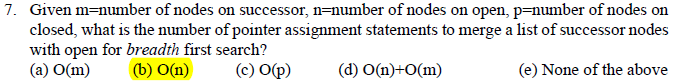 7. Given m=number of nodes on successor, n=number of nodes on open, p=number of nodes on
closed, what is the number of pointer assignment statements to merge a list of successor nodes
with open for breadth first search?
(a) O(m) (b) O(n) (c) O(p) (d) O(n)+O(m) (e) None of the above